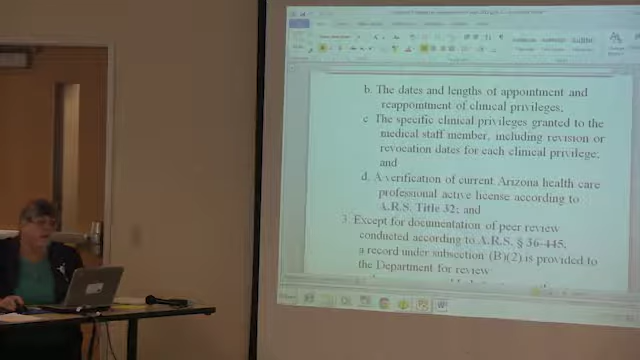 b. The dates and lengths of appointment and
reappointment of clinical privileges;
c The specific clinical privileges granted to the
medical staff member, including revision or
revocation dates for each clinical privilege;
and
d. A verification of current Arizona health care
professional active license according to
A.R.S. Title 32; and
3. Except for documentation of peer review
conducted according to A.R.S. § 36-445,
a record under subsection (B)(2) is provided to
the Department for review